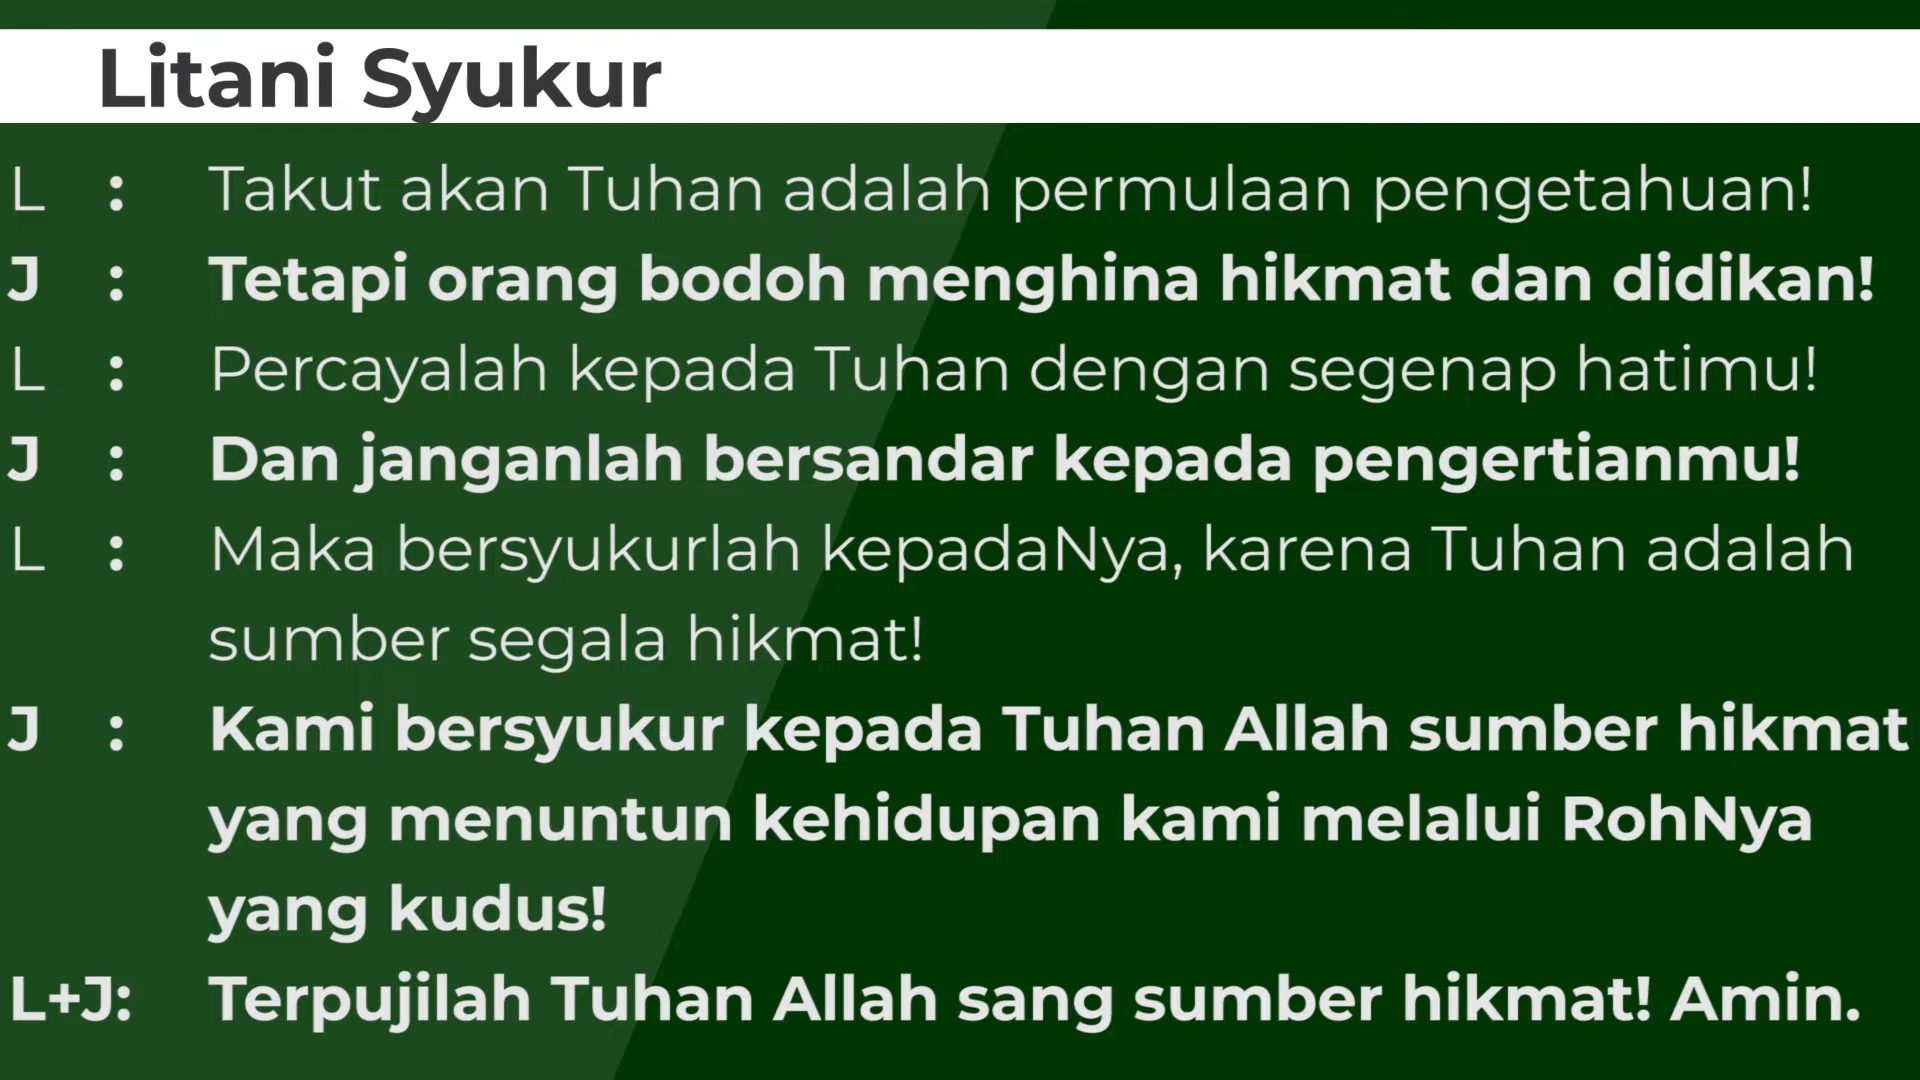 Litani Syukur
L : Takut akan Tuhan adalah permulaan pengetahuan!
J : Tetapi orang bodoh menghina hikmat dan didikan!
L : Percayalah kepada Tuhan dengan segenap hatimu!
J : Dan janganlah bersandar kepada pengertianmu!
L : Maka bersyukurlah kepadaNya, karena Tuhan adalah
sumber segala hikmat!
J : Kami bersyukur kepada Tuhan Allah sumber hikmat
yang menuntun kehidupan kami melalui RohNya
yang kudus!
L+J: Terpujilah Tuhan Allah sang sumber hikmat! Amin.